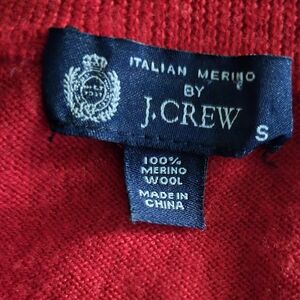 ITALIAN MERINO
BY
J.CREW
S
100%
MERINO
WOOL
MADE IN
CHINA